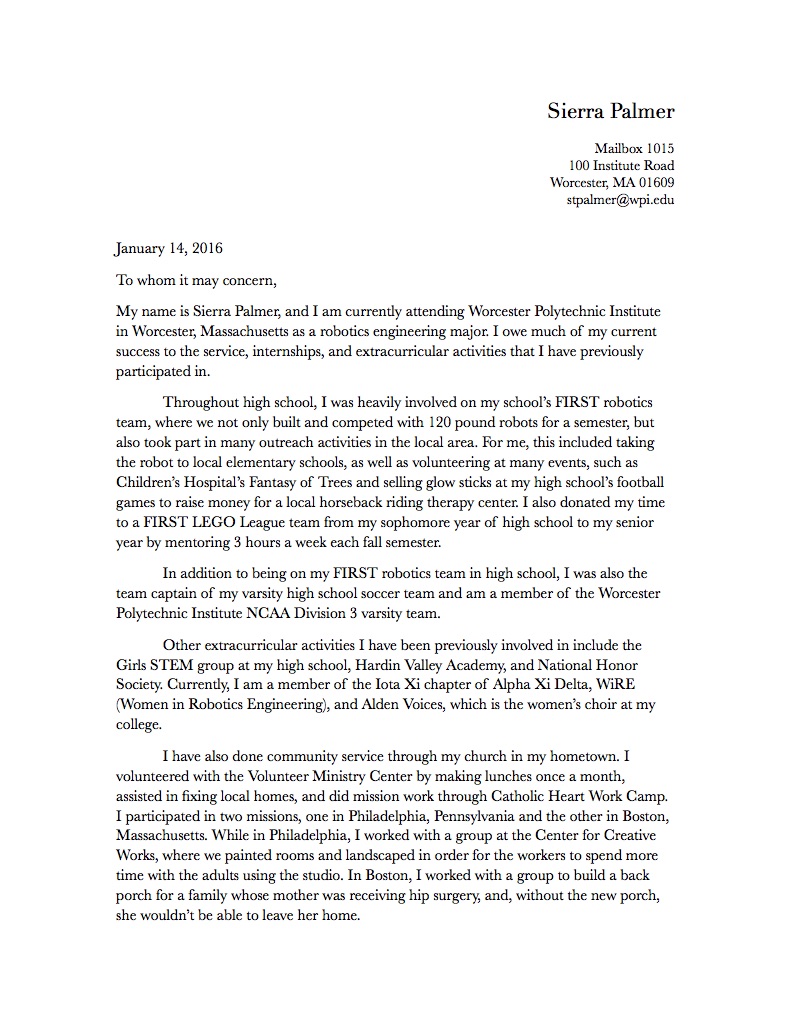 Sierra Palmer
Mailbox 1015
100 Institute Road
Worcester, MA 01609
stpalmer@wpi.edu
January 14, 2016
To whom it may concern,
My name is Sierra Palmer, and I am currently attending Worcester Polytechnic Institute
in Worcester, Massachusetts as a robotics engineering major. I owe much of my current
success to the service, internships, and extracurricular activities that I have previously
participated in.
Throughout high school, I was heavily involved on my school's FIRST robotics
team, where we not only built and competed with 120 pound robots for a semester, but
also took part in many outreach activities in the local area. For me, this included taking
the robot to local elementary schools, as well as volunteering at many events, such as
Children's Hospital's Fantasy of Trees and selling glow sticks at my high school's football
games to raise money for a local horseback riding therapy center. I also donated my time
to a FIRST LEGO League team from my sophomore year of high school to my senior
year by mentoring 3 hours a week each fall semester.
In addition to being on my FIRST robotics team in high school, I was also the
team captain of my varsity high school soccer team and am a member of the Worcester
Polytechnic Institute NCAA Division 3 varsity team.
Other extracurricular activities I have been previously involved in include the
Girls STEM group at my high school, Hardin Valley Academy, and National Honor
Society. Currently, I am a member of the Iota Xi chapter of Alpha Xi Delta, WiRE
(Women in Robotics Engineering), and Alden Voices, which is the women's choir at my
college.
I have also done community service through my church in my hometown. I
volunteered with the Volunteer Ministry Center by making lunches once a month,
assisted in fixing local homes, and did mission work through Catholic Heart Work Camp.
I participated in two missions, one in Philadelphia, Pennsylvania and the other in Boston,
Massachusetts. While in Philadelphia, I worked with a group at the Center for Creative
Works, where we painted rooms and landscaped in order for the workers to spend more
time with the adults using the studio. In Boston, I worked with a group to build a back
porch for a family whose mother was receiving hip surgery, and, without the new porch,
she wouldn't be able to leave her home.